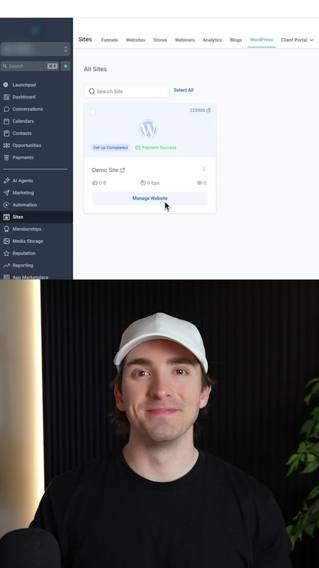 Sites
Funnels
Websites
Stores
Webinars
Analytics
Blogs
WordPress
Client Portal
Search
⌘ K
Launchpad
Dashboard
Conversations
Calendars
Contacts
Opportunities
Payments
AI Agents
Marketing
Automation
Sites
Memberships
Media Storage
Reputation
Reporting
App Marketplace
All Sites
Search Site
Select All
Set up Completed
Payment Success
Demo Site
0 B
0 bps
0
Manage Website